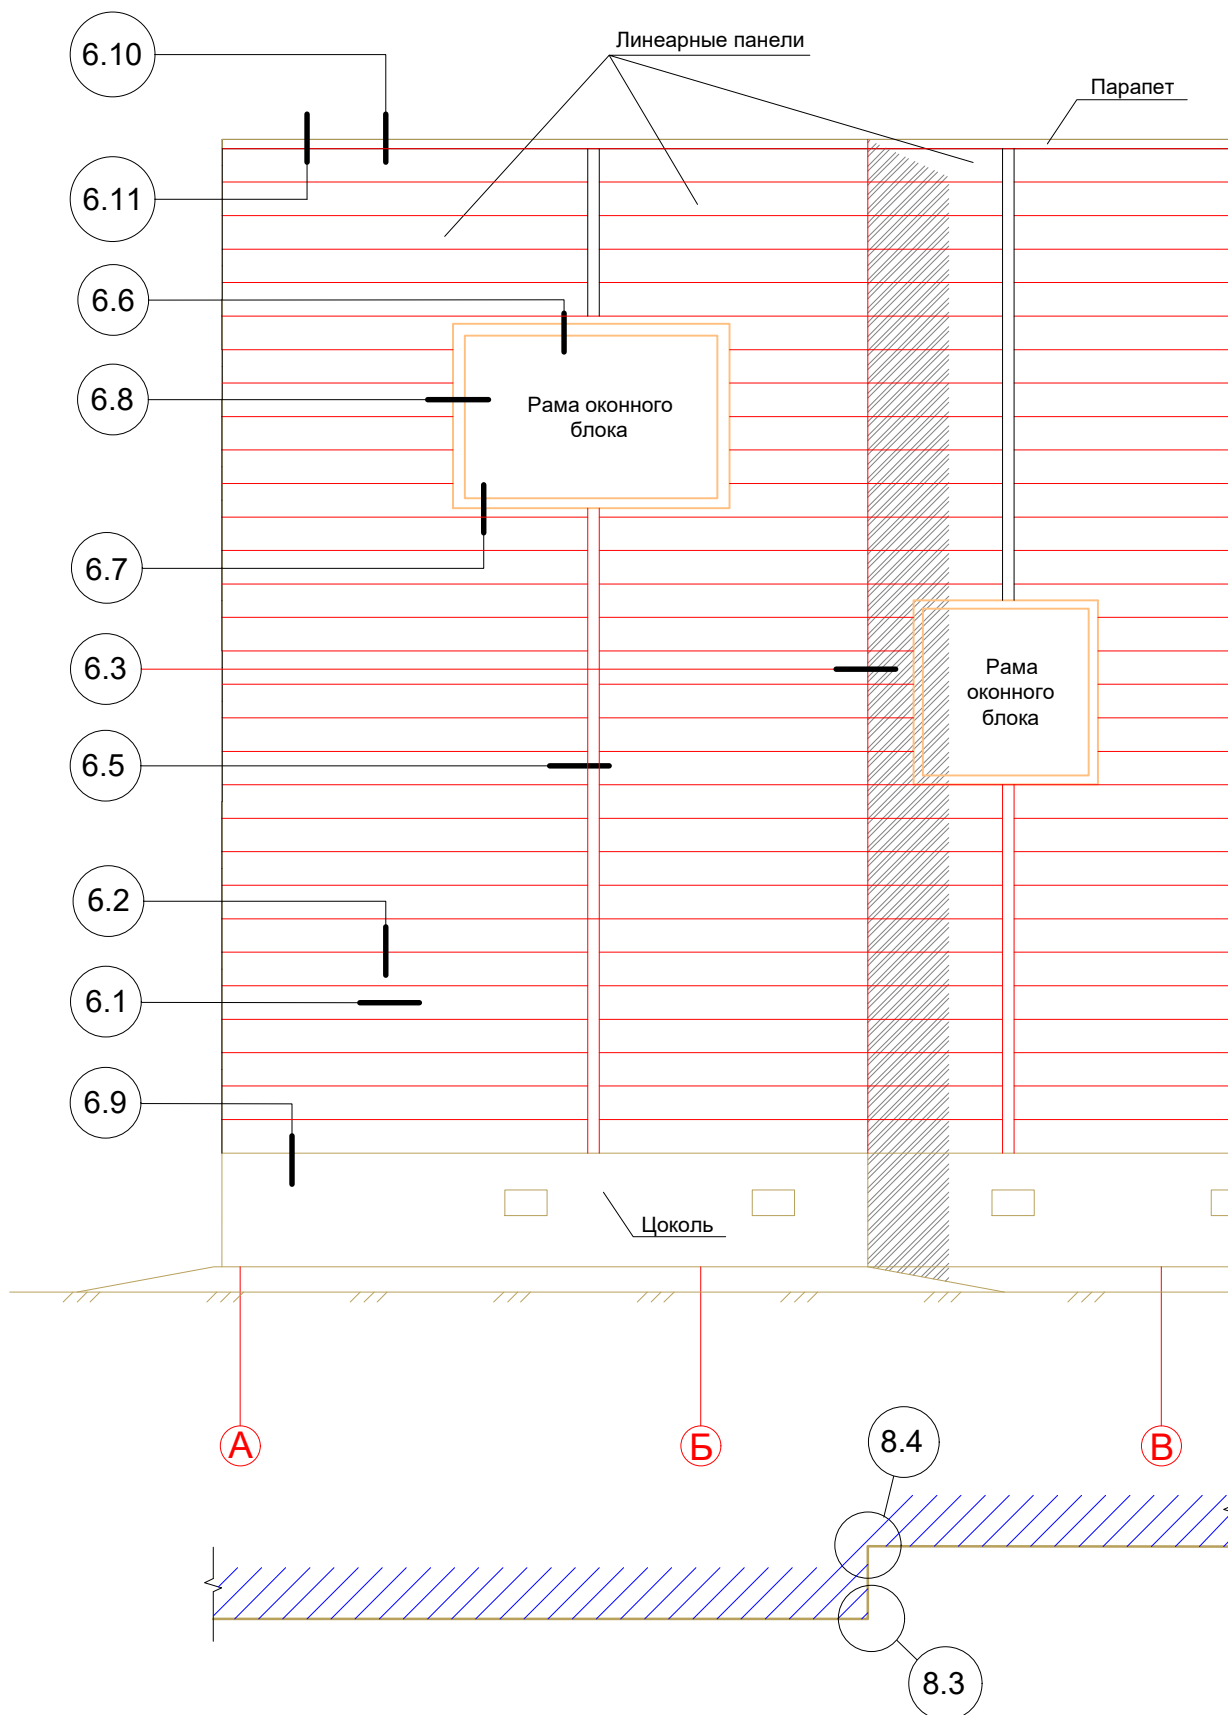 6.10
Линеарные панели
Парапет
6.11
6.6
6.8
Рама оконного
блока
6.7
6.3
Рама
оконного
блока
6.5
6.2
6.1
6.9
Цоколь
А
Б
В
8.4
8.3